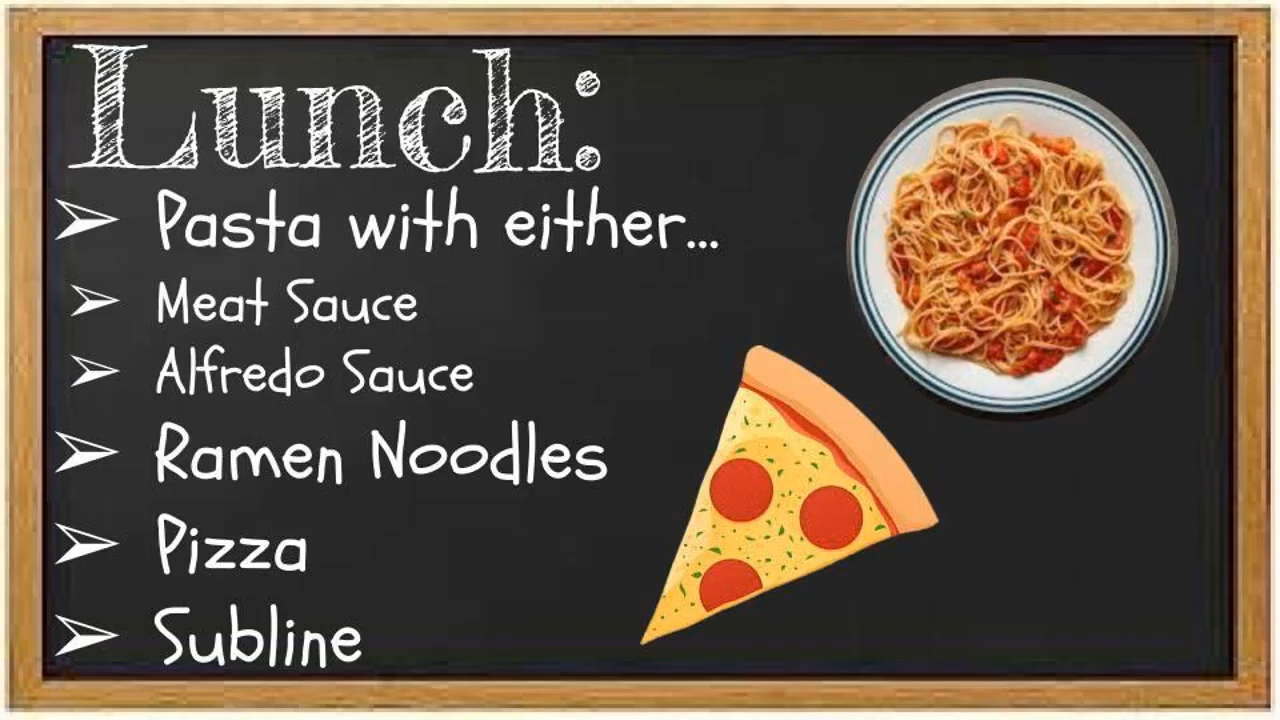 Lunch:
➢ Pasta with either...
➢ Meat Sauce
➢ Alfredo Sauce
➢ Ramen Noodles
➢ Pizza
➢ Subline